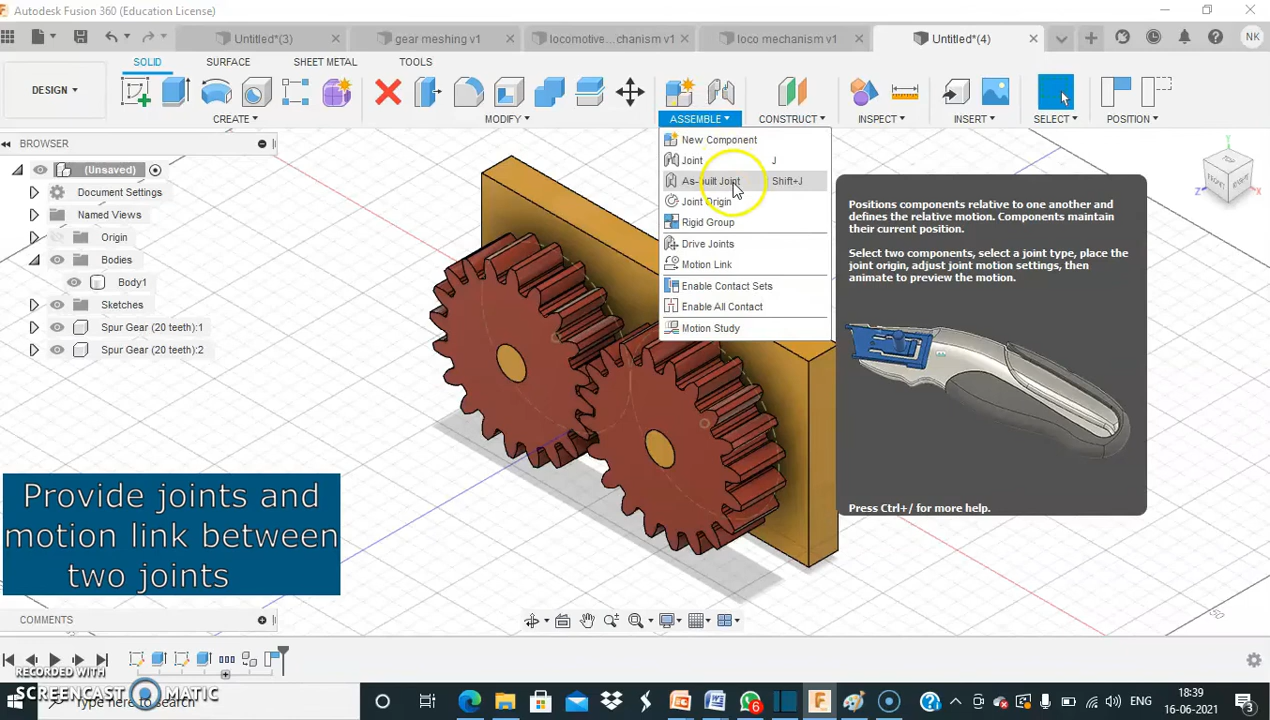 Autodesk Fusion 360 (Education License)
Untitled*(3)
gear meshing v1
locomotive...chanism v1
loco mechanism v1
Untitled*(4)
NK
SOLID SURFACE SHEET METAL TOOLS
DESIGN
CREATE MODIFY ASSEMBLE CONSTRUCT INSPECT INSERT SELECT POSITION
BROWSER
(Unsaved)
Document Settings
Named Views
Origin
Bodies
Body1
Sketches
Spur Gear (20 teeth):1
Spur Gear (20 teeth):2
New Component
Joint J
As-built Joint Shift+J
Joint Origin
Rigid Group
Drive Joints
Motion Link
Enable Contact Sets
Enable All Contact
Motion Study
Positions components relative to one another and
defines the relative motion. Components maintain
their current position.
Select two components, select a joint type, place the
joint origin, adjust joint motion settings, then
animate to preview the motion.
Press Ctrl+/ for more help.
FRONT RIGHT
Y
Z
X
Provide joints and
motion link between
two joints
50
COMMENTS
RECORDED WITH
SCREENCAST MATIC
Type here to search
ENG
18:39
16-06-2021
3